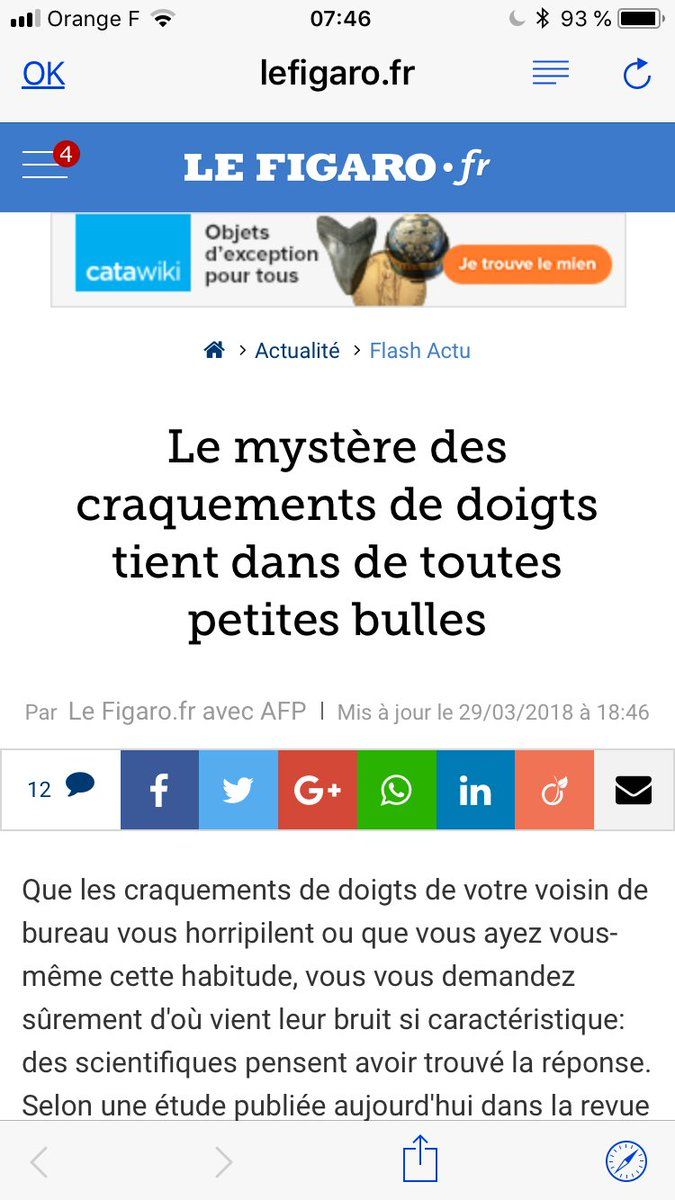 Orange F 07:46 93 %
OK lefigaro.fr
4 LE FIGARO·fr
catawiki
Objets
d'exception
pour tous
Je trouve le mien
> Actualité > Flash Actu
Le mystère des
craquements de doigts
tient dans de toutes
petites bulles
Par Le Figaro.fr avec AFP | Mis à jour le 29/03/2018 à 18:46
12 f G+ in
Que les craquements de doigts de votre voisin de
bureau vous horripilent ou que vous ayez vous-
même cette habitude, vous vous demandez
sûrement d'où vient leur bruit si caractéristique:
des scientifiques pensent avoir trouvé la réponse.
Selon une étude publiée aujourd'hui dans la revue